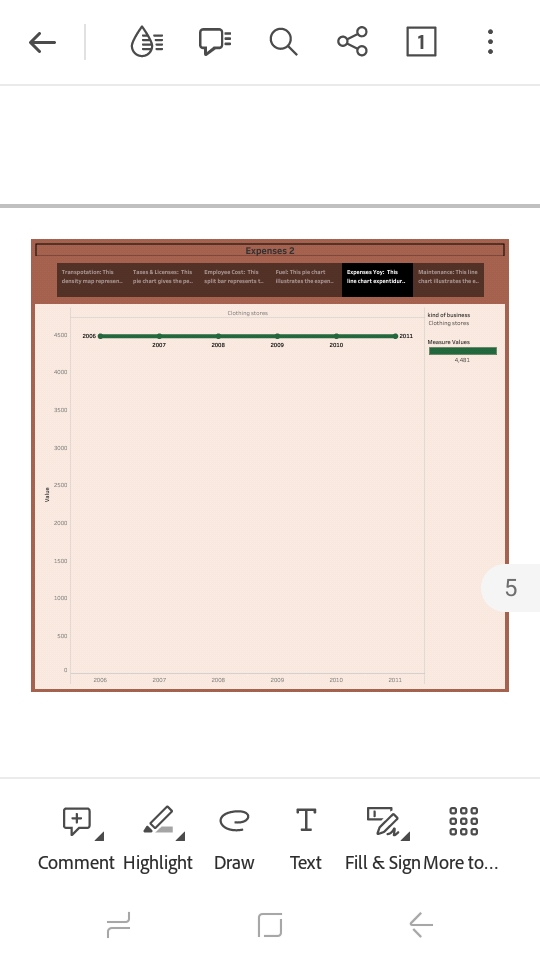 1
Expenses 2
Transpotation: This
density map represen..
Taxes & Licenses: This
pie chart gives the pe..
Employee Cost: This
split bar represents t..
Fuel: This pie chart
illustrates the expen..
Expenses Yoy: This
line chart expentidur..
Maintenance: This line
chart illustrates the e..
Clothing stores
kind of business
Clothing stores
Measure Values
4,481
Value
4500
4000
3500
3000
2500
2000
1500
1000
500
0
2006
2007
2008
2009
2010
2011
2006
2007
2008
2009
2010
2011
5
Comment
Highlight
Draw
Text
Fill & Sign
More to...